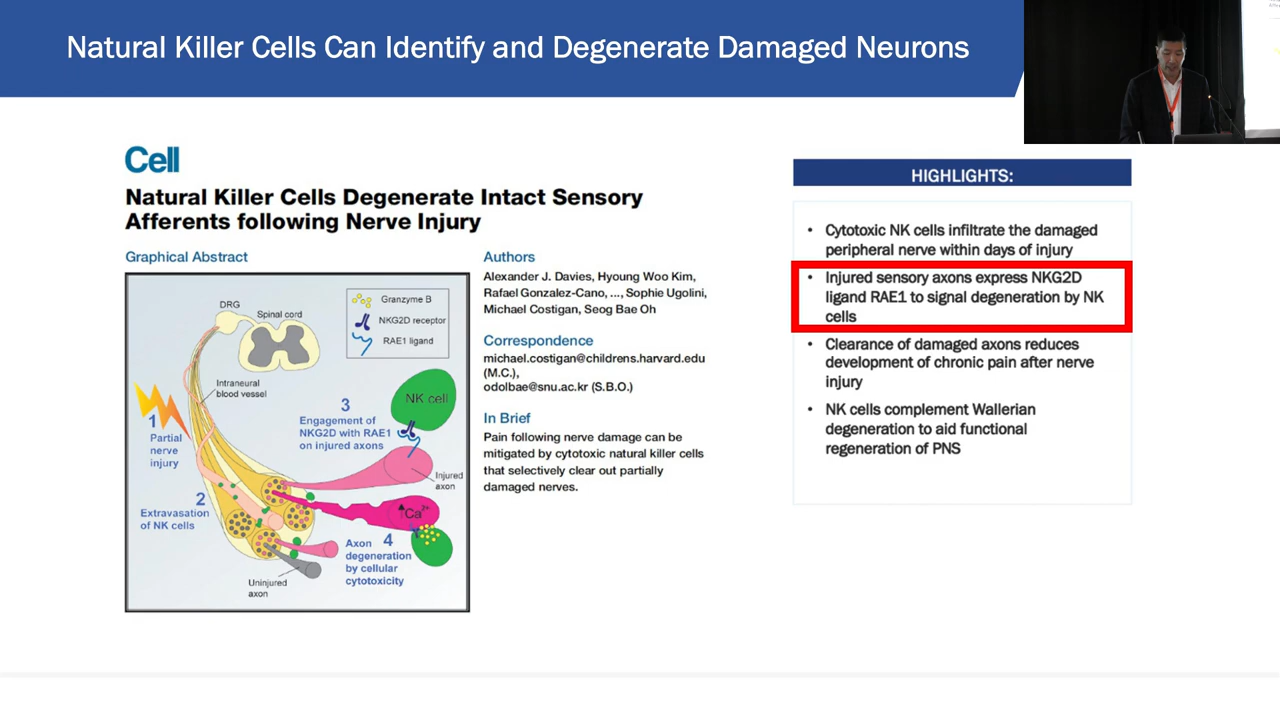 Natural Killer Cells Can Identify and Degenerate Damaged Neurons
Cell
Natural Killer Cells Degenerate Intact Sensory
Afferents following Nerve Injury
Graphical Abstract
DRG
Spinal cord
Granzyme B
NKG2D receptor
RAE1 ligand
Intraneural
blood vessel
1
Partial
nerve
injury
2
Extravasation
of NK cells
3
Engagement of
NKG2D with RAE1
on injured axons
NK cell
Injured
axon
Ca2+
Axon 4
degeneration
by cellular
cytotoxicity
Uninjured
axon
Authors
Alexander J. Davies, Hyoung Woo Kim,
Rafael Gonzalez-Cano, ..., Sophie Ugolini,
Michael Costigan, Seog Bae Oh
Correspondence
michael.costigan@childrens.harvard.edu
(M.C.),
odolbae@snu.ac.kr (S.B.O.)
In Brief
Pain following nerve damage can be
mitigated by cytotoxic natural killer cells
that selectively clear out partially
damaged nerves.
HIGHLIGHTS:
• Cytotoxic NK cells infiltrate the damaged
peripheral nerve within days of injury
• Injured sensory axons express NKG2D
ligand RAE1 to signal degeneration by NK
cells
• Clearance of damaged axons reduces
development of chronic pain after nerve
injury
• NK cells complement Wallerian
degeneration to aid functional
regeneration of PNS